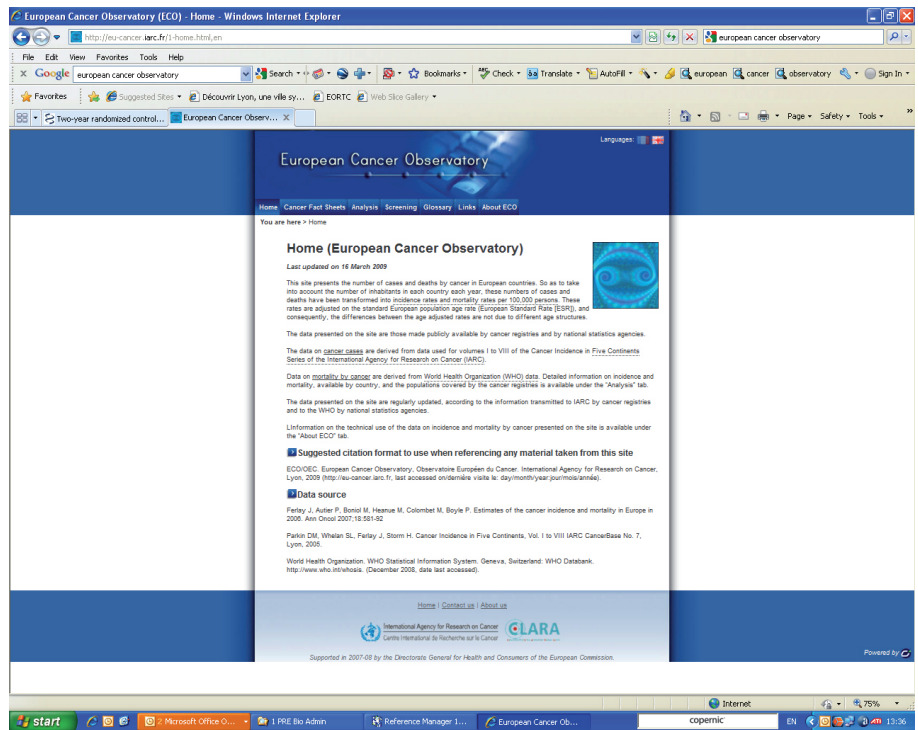 European Cancer Observatory (ECO) - Home - Windows Internet Explorer
http://eu-cancer.iarc.fr/1-home.html,en
european cancer observatory
File Edit View Favorites Tools Help
x Google european cancer observatory Search Bookmarks Check Translate AutoFill european cancer observatory Sign In
Favorites Suggested Sites Découvrir Lyon, une ville sy... EORTC Web Slice Gallery
Two-year randomized control... European Cancer Observ... X Page Safety Tools »
Languages:
European Cancer Observatory
Home Cancer Fact Sheets Analysis Screening Glossary Links About ECO
You are here > Home
Home (European Cancer Observatory)
Last updated on 16 March 2009
This site presents the number of cases and deaths by cancer in European countries. So as to take
into account the number of inhabitants in each country each year, these numbers of cases and
deaths have been transformed into incidence rates and mortality rates per 100,000 persons. These
rates are adjusted on the standard European population age rate (European Standard Rate [ESR]), and
consequently, the differences between the age adjusted rates are not due to different age structures.
The data presented on the site are those made publicly available by cancer registries and by national statistics agencies.
The data on cancer cases are derived from data used for volumes I to VIII of the Cancer Incidence in Five Continents
Series of the International Agency for Research on Cancer (IARC).
Data on mortality by cancer are derived from World Health Organization (WHO) data. Detailed information on incidence and
mortality, available by country, and the populations covered by the cancer registries is available under the "Analysis" tab.
The data presented on the site are regularly updated, according to the information transmitted to IARC by cancer registries
and to the WHO by national statistics agencies.
LInformation on the technical use of the data on incidence and mortality by cancer presented on the site is available under
the "About ECO" tab.
Suggested citation format to use when referencing any material taken from this site
ECO/OEC. European Cancer Observatory, Observatoire Européen du Cancer. International Agency for Research on Cancer,
Lyon, 2009 (http://eu-cancer.iarc.fr, last accessed on/dernière visite le: day/month/year:jour/mois/année).
Data source
Ferlay J, Autier P, Boniol M, Heanue M, Colombet M, Boyle P. Estimates of the cancer incidence and mortality in Europe in
2006. Ann Oncol 2007;18:581-92
Parkin DM, Whelan SL, Ferlay J, Storm H. Cancer Incidence in Five Continents, Vol. I to VIII IARC CancerBase No. 7,
Lyon, 2005.
World Health Organization. WHO Statistical Information System. Geneva, Switzerland: WHO Databank.
http://www.who.int/whosis. (December 2008, date last accessed).
Home | Contact us | About us
International Agency for Research on Cancer
Centre International de Recherche sur le Cancer
CLARA
Supported in 2007-08 by the Directorate General for Health and Consumers of the European Commission.
Powered by
Internet 75%
start 2 Microsoft Office O... 1 PRE Bio Admin Reference Manager 1... European Cancer Ob... copernic EN 13:36